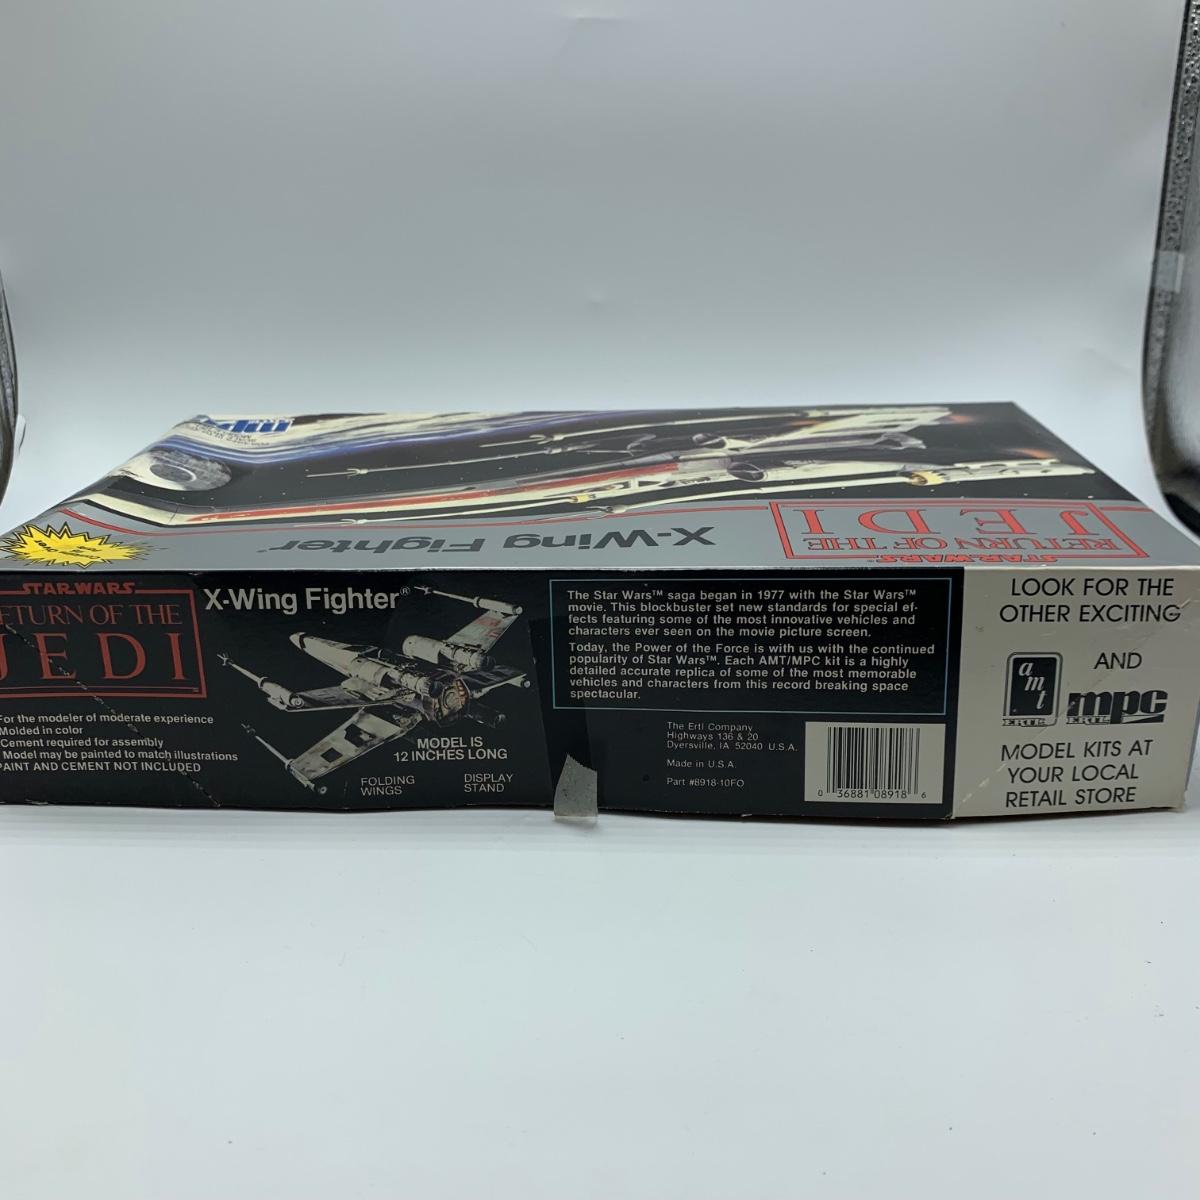 mpc
X-Wing Fighter
STAR WARS
RETURN OF THE
JEDI
STAR WARS
RETURN OF THE
JEDI
X-Wing Fighter®
For the modeler of moderate experience
Molded in color
Cement required for assembly
Model may be painted to match illustrations
PAINT AND CEMENT NOT INCLUDED
MODEL IS
12 INCHES LONG
FOLDING
WINGS
DISPLAY
STAND
The Star Wars™ saga began in 1977 with the Star Wars™
movie. This blockbuster set new standards for special ef-
fects featuring some of the most innovative vehicles and
characters ever seen on the movie picture screen.
Today, the Power of the Force is with us with the continued
popularity of Star Wars™. Each AMT/MPC kit is a highly
detailed accurate replica of some of the most memorable
vehicles and characters from this record breaking space
spectacular.
The Ertl Company
Highways 136 & 20
Dyersville, IA 52040 U.S.A.
Made in U.S.A.
Part #8918-10FO
0 36881 08918 6
LOOK FOR THE
OTHER EXCITING
amt
ERTL
AND
mpc
ERTL
MODEL KITS AT
YOUR LOCAL
RETAIL STORE